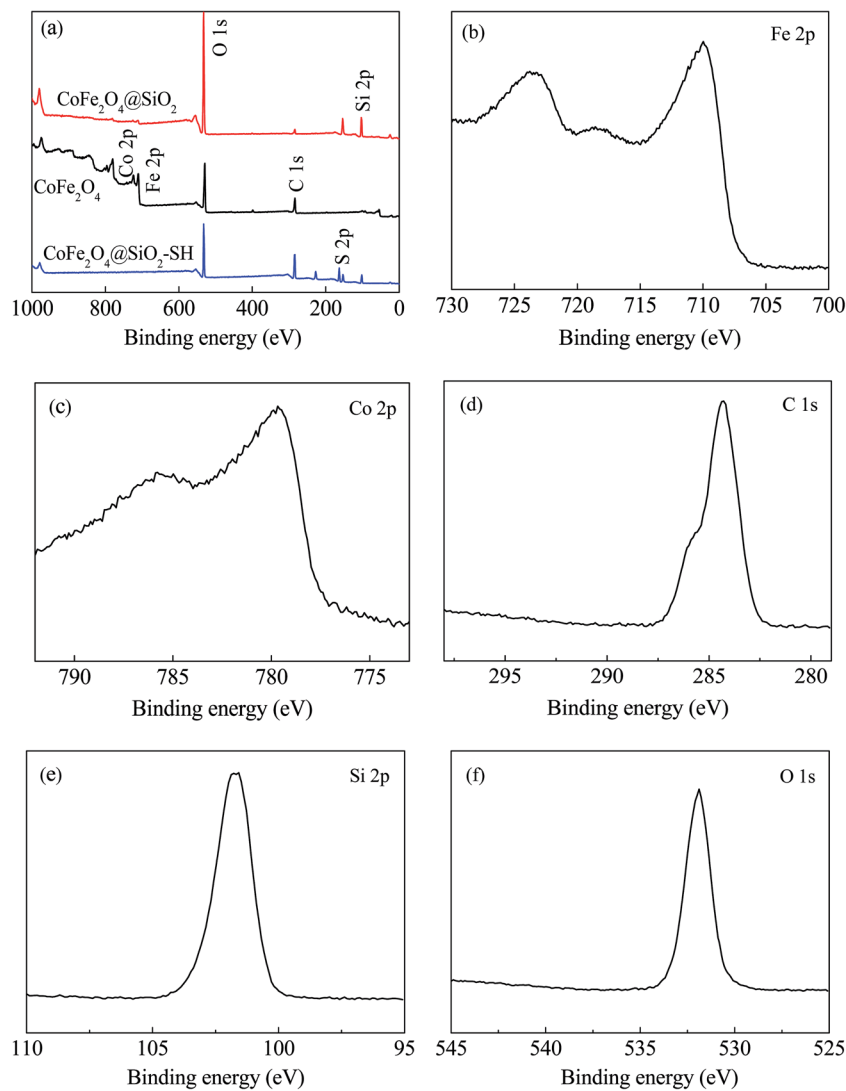 (a)
O 1s
CoFe₂O₄@SiO₂
Si 2p
Co 2p
Fe 2p
CoFe₂O₄
C 1s
CoFe₂O₄@SiO₂-SH
S 2p
1000 800 600 400 200 0
Binding energy (eV)
(b) Fe 2p
730 725 720 715 710 705 700
Binding energy (eV)
(c) Co 2p
790 785 780 775
Binding energy (eV)
(d) C 1s
295 290 285 280
Binding energy (eV)
(e) Si 2p
110 105 100 95
Binding energy (eV)
(f) O 1s
545 540 535 530 525
Binding energy (eV)